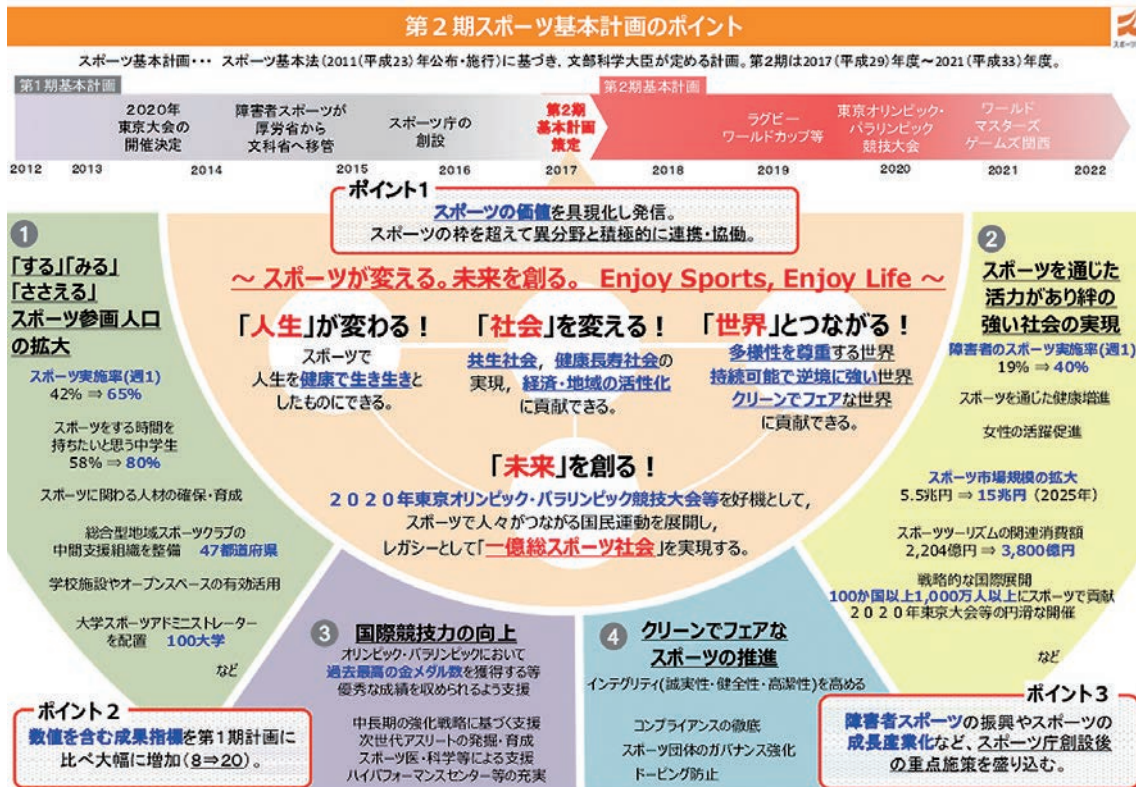 第2期スポーツ基本計画のポイント
スポーツ
スポーツ基本計画・・・ スポーツ基本法(2011(平成23)年公布・施行)に基づき,文部科学大臣が定める計画。第2期は2017(平成29)年度～2021(平成33)年度。
第1期基本計画
第2期基本計画
2020年
東京大会の
開催決定
障害者スポーツが
厚労省から
文科省へ移管
スポーツ庁の
創設
第2期
基本計画
策定
ラグビー
ワールドカップ等
東京オリンピック・
パラリンピック
競技大会
ワールド
マスターズ
ゲームズ関西
2012 2013 2014 2015 2016 2017 2018 2019 2020 2021 2022
ポイント1
スポーツの価値を具現化し発信。
スポーツの枠を超えて異分野と積極的に連携・協働。
～ スポーツが変える。未来を創る。 Enjoy Sports, Enjoy Life ～
「人生」が変わる！
スポーツで
人生を健康で生き生きと
したものにできる。
「社会」を変える！
共生社会，健康長寿社会の
実現，経済・地域の活性化
に貢献できる。
「世界」とつながる！
多様性を尊重する世界
持続可能で逆境に強い世界
クリーンでフェアな世界
に貢献できる。
「未来」を創る！
2020年東京オリンピック・パラリンピック競技大会等を好機として，
スポーツで人々がつながる国民運動を展開し，
レガシーとして「一億総スポーツ社会」を実現する。
1
「する」「みる」
「ささえる」
スポーツ参画人口
の拡大
スポーツ実施率(週1)
42% ⇒ 65%
スポーツをする時間を
持ちたいと思う中学生
58% ⇒ 80%
スポーツに関わる人材の確保・育成
総合型地域スポーツクラブの
中間支援組織を整備 47都道府県
学校施設やオープンスペースの有効活用
大学スポーツアドミニストレーター
を配置 100大学
など
2
スポーツを通じた
活力があり絆の
強い社会の実現
障害者のスポーツ実施率(週1)
19% ⇒ 40%
スポーツを通じた健康増進
女性の活躍促進
スポーツ市場規模の拡大
5.5兆円 ⇒ 15兆円 (2025年)
スポーツツーリズムの関連消費額
2,204億円 ⇒ 3,800億円
戦略的な国際展開
100か国以上1,000万人以上にスポーツで貢献
2020年東京大会等の円滑な開催
など
3
国際競技力の向上
オリンピック・パラリンピックにおいて
過去最高の金メダル数を獲得する等
優秀な成績を収められるよう支援
中長期の強化戦略に基づく支援
次世代アスリートの発掘・育成
スポーツ医・科学等による支援
ハイパフォーマンスセンター等の充実
4
クリーンでフェアな
スポーツの推進
インテグリティ(誠実性・健全性・高潔性)を高める
コンプライアンスの徹底
スポーツ団体のガバナンス強化
ドーピング防止
ポイント2
数値を含む成果指標を第1期計画に
比べ大幅に増加(8⇒20)。
ポイント3
障害者スポーツの振興やスポーツの
成長産業化など、スポーツ庁創設後
の重点施策を盛り込む。